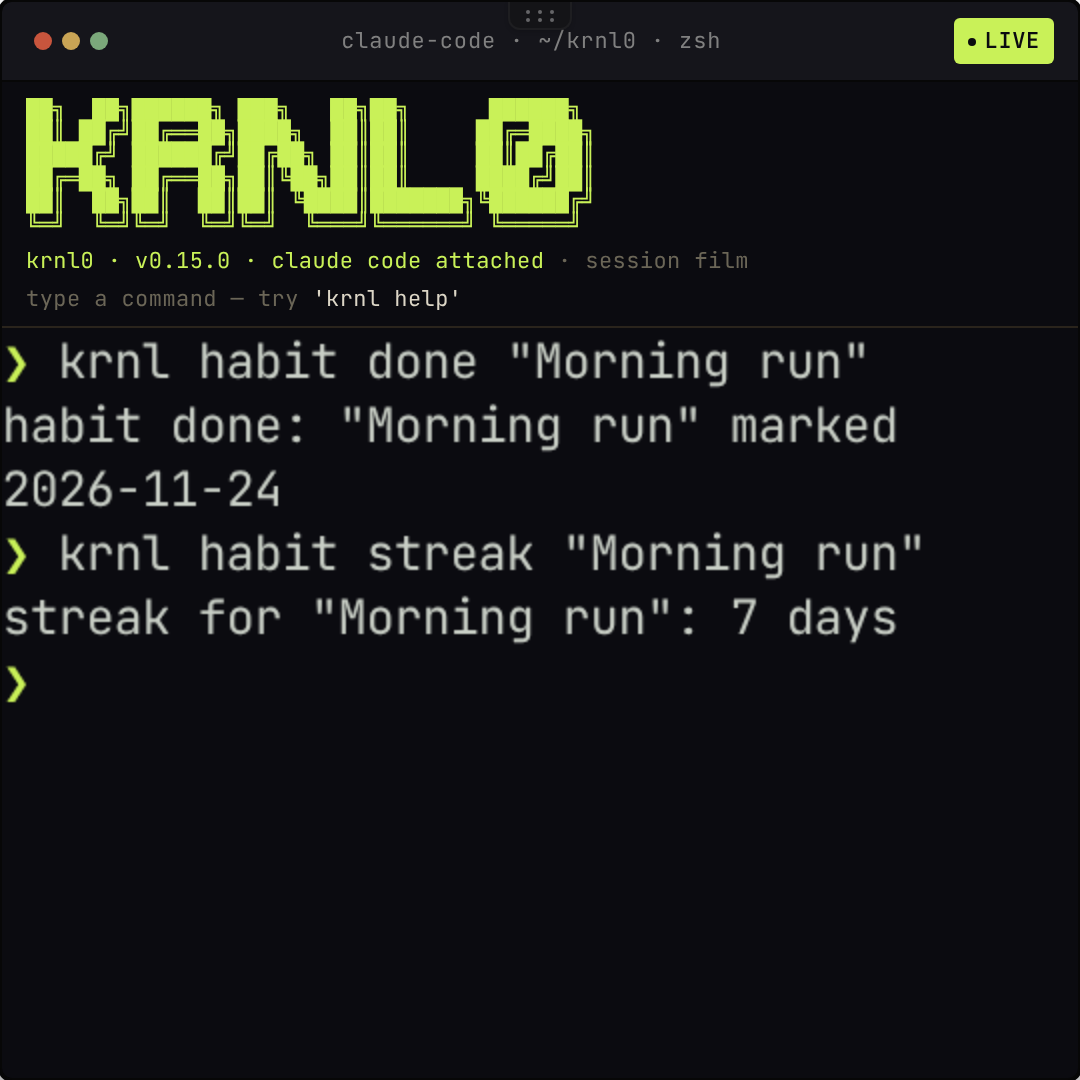 claude-code · ~/krnl0 · zsh
● LIVE
KRNL0
krnl0 · v0.15.0 · claude code attached · session film
type a command — try 'krnl help'
❯ krnl habit done "Morning run"
habit done: "Morning run" marked
2026-11-24
❯ krnl habit streak "Morning run"
streak for "Morning run": 7 days
❯